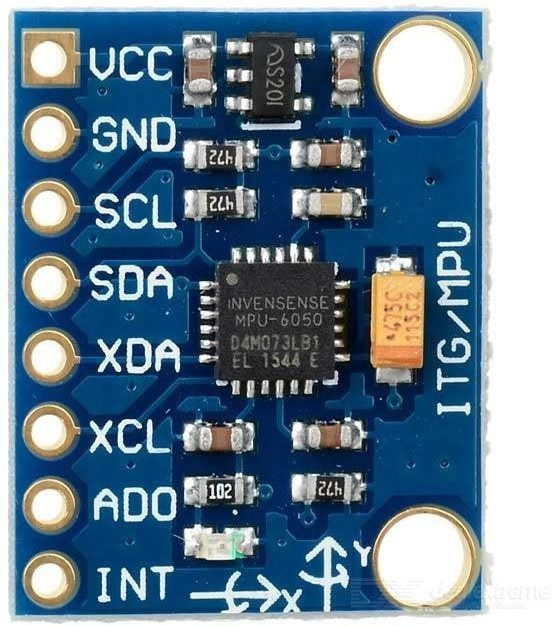 VCC
S20I
GND
472
SCL
472
SDA
INVENSENSE
MPU-6050
D4M073LB1
EL 1544 E
475C
115C2
ITG/MPU
XDA
XCL
ADO
102
472
INT
X
Y